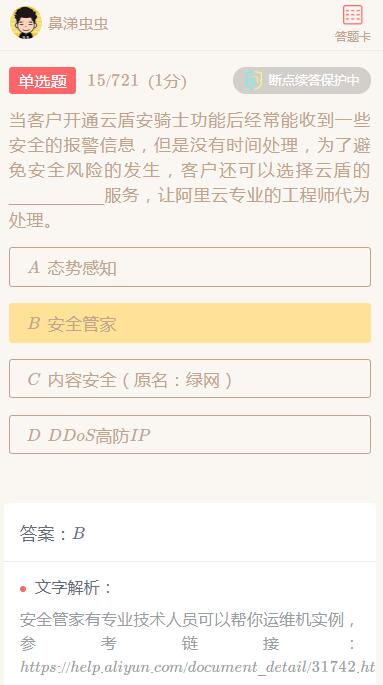 鼻涕虫虫
答题卡
单选题 15/721 (1分) 断点续答保护中
当客户开通云盾安骑士功能后经常能收到一些
安全的报警信息，但是没有时间处理，为了避
免安全风险的发生，客户还可以选择云盾的
___________服务，让阿里云专业的工程师代为
处理。
A 态势感知
B 安全管家
C 内容安全（原名：绿网）
D DDoS高防IP
答案：B
文字解析：
安全管家有专业技术人员可以帮你运维机实例，
参考链接：
https://help.aliyun.com/document_detail/31742.ht